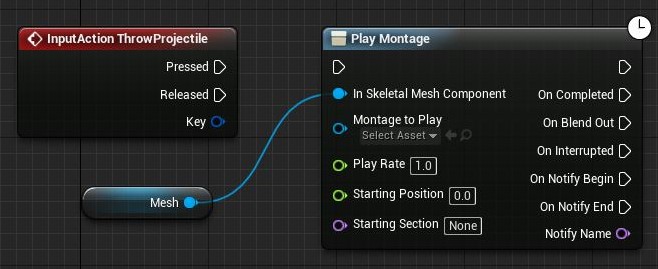 InputAction ThrowProjectile
Pressed
Released
Key
Mesh
Play Montage
In Skeletal Mesh Component
On Completed
Montage to Play
Select Asset
On Blend Out
On Interrupted
Play Rate 1.0
On Notify Begin
Starting Position 0.0
On Notify End
Starting Section None
Notify Name